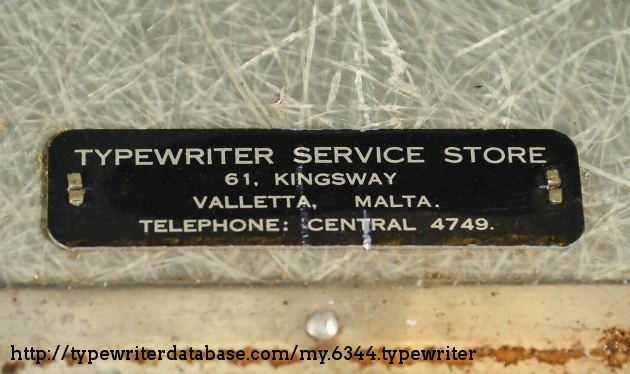 TYPEWRITER SERVICE STORE
61, KINGSWAY
VALLETTA, MALTA.
TELEPHONE: CENTRAL 4749.
http://typewriterdatabase.com/my.6344.typewriter